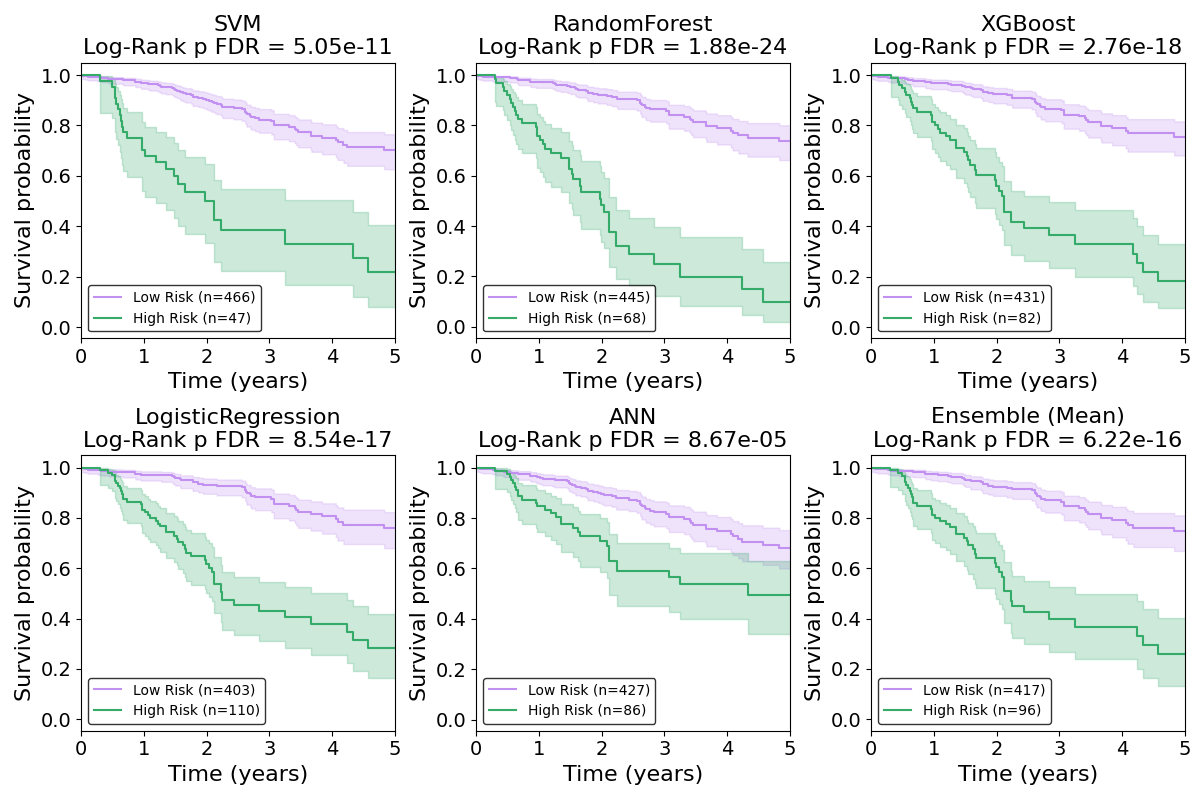 SVM
Log-Rank p FDR = 5.05e-11
Survival probability
1.0
0.8
0.6
0.4
0.2
0.0
Low Risk (n=466)
High Risk (n=47)
0 1 2 3 4 5
Time (years)
RandomForest
Log-Rank p FDR = 1.88e-24
Survival probability
1.0
0.8
0.6
0.4
0.2
0.0
Low Risk (n=445)
High Risk (n=68)
0 1 2 3 4 5
Time (years)
XGBoost
Log-Rank p FDR = 2.76e-18
Survival probability
1.0
0.8
0.6
0.4
0.2
0.0
Low Risk (n=431)
High Risk (n=82)
0 1 2 3 4 5
Time (years)
LogisticRegression
Log-Rank p FDR = 8.54e-17
Survival probability
1.0
0.8
0.6
0.4
0.2
0.0
Low Risk (n=403)
High Risk (n=110)
0 1 2 3 4 5
Time (years)
ANN
Log-Rank p FDR = 8.67e-05
Survival probability
1.0
0.8
0.6
0.4
0.2
0.0
Low Risk (n=427)
High Risk (n=86)
0 1 2 3 4 5
Time (years)
Ensemble (Mean)
Log-Rank p FDR = 6.22e-16
Survival probability
1.0
0.8
0.6
0.4
0.2
0.0
Low Risk (n=417)
High Risk (n=96)
0 1 2 3 4 5
Time (years)